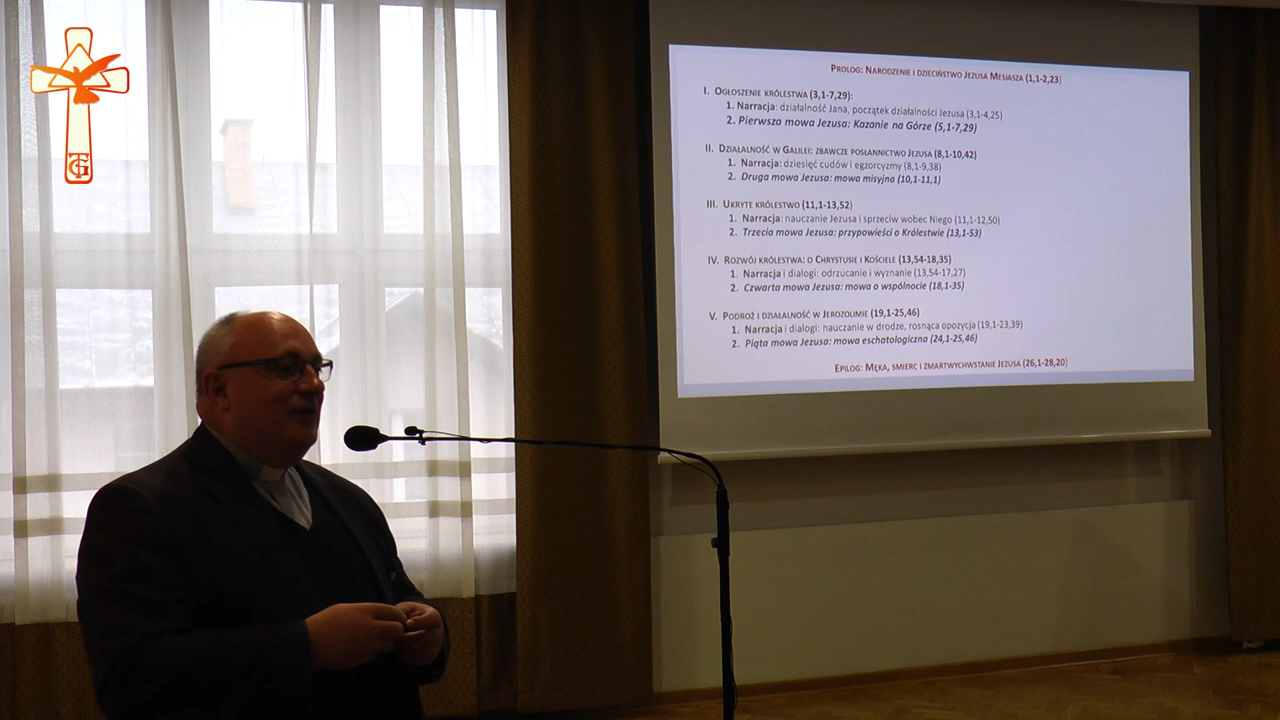 Prolog: Narodzenie i dzieciństwo Jezusa Mesjasza (1,1-2,23)
I. Ogłoszenie królestwa (3,1-7,29):
1. Narracja: działalność Jana, początek działalności Jezusa (3,1-4,25)
2. Pierwsza mowa Jezusa: Kazanie na Górze (5,1-7,29)
II. Działalność w Galilei: zbawcze posłannictwo Jezusa (8,1-10,42)
1. Narracja: dziesięć cudów i egzorcyzmy (8,1-9,38)
2. Druga mowa Jezusa: mowa misyjna (10,1-11,1)
III. Ukryte królestwo (11,1-13,52)
1. Narracja: nauczanie Jezusa i sprzeciw wobec Niego (11,1-12,50)
2. Trzecia mowa Jezusa: przypowieści o Królestwie (13,1-53)
IV. Rozwój królestwa: o Chrystusie i Kościele (13,54-18,35)
1. Narracja i dialogi: odrzucanie i wyznanie (13,54-17,27)
2. Czwarta mowa Jezusa: mowa o wspólnocie (18,1-35)
V. Podróż i działalność w Jerozolimie (19,1-25,46)
1. Narracja i dialogi: nauczanie w drodze, rosnąca opozycja (19,1-23,39)
2. Piąta mowa Jezusa: mowa eschatologiczna (24,1-25,46)
Epilog: Męka, smierc i zmartwychwstanie Jezusa (26,1-28,20)